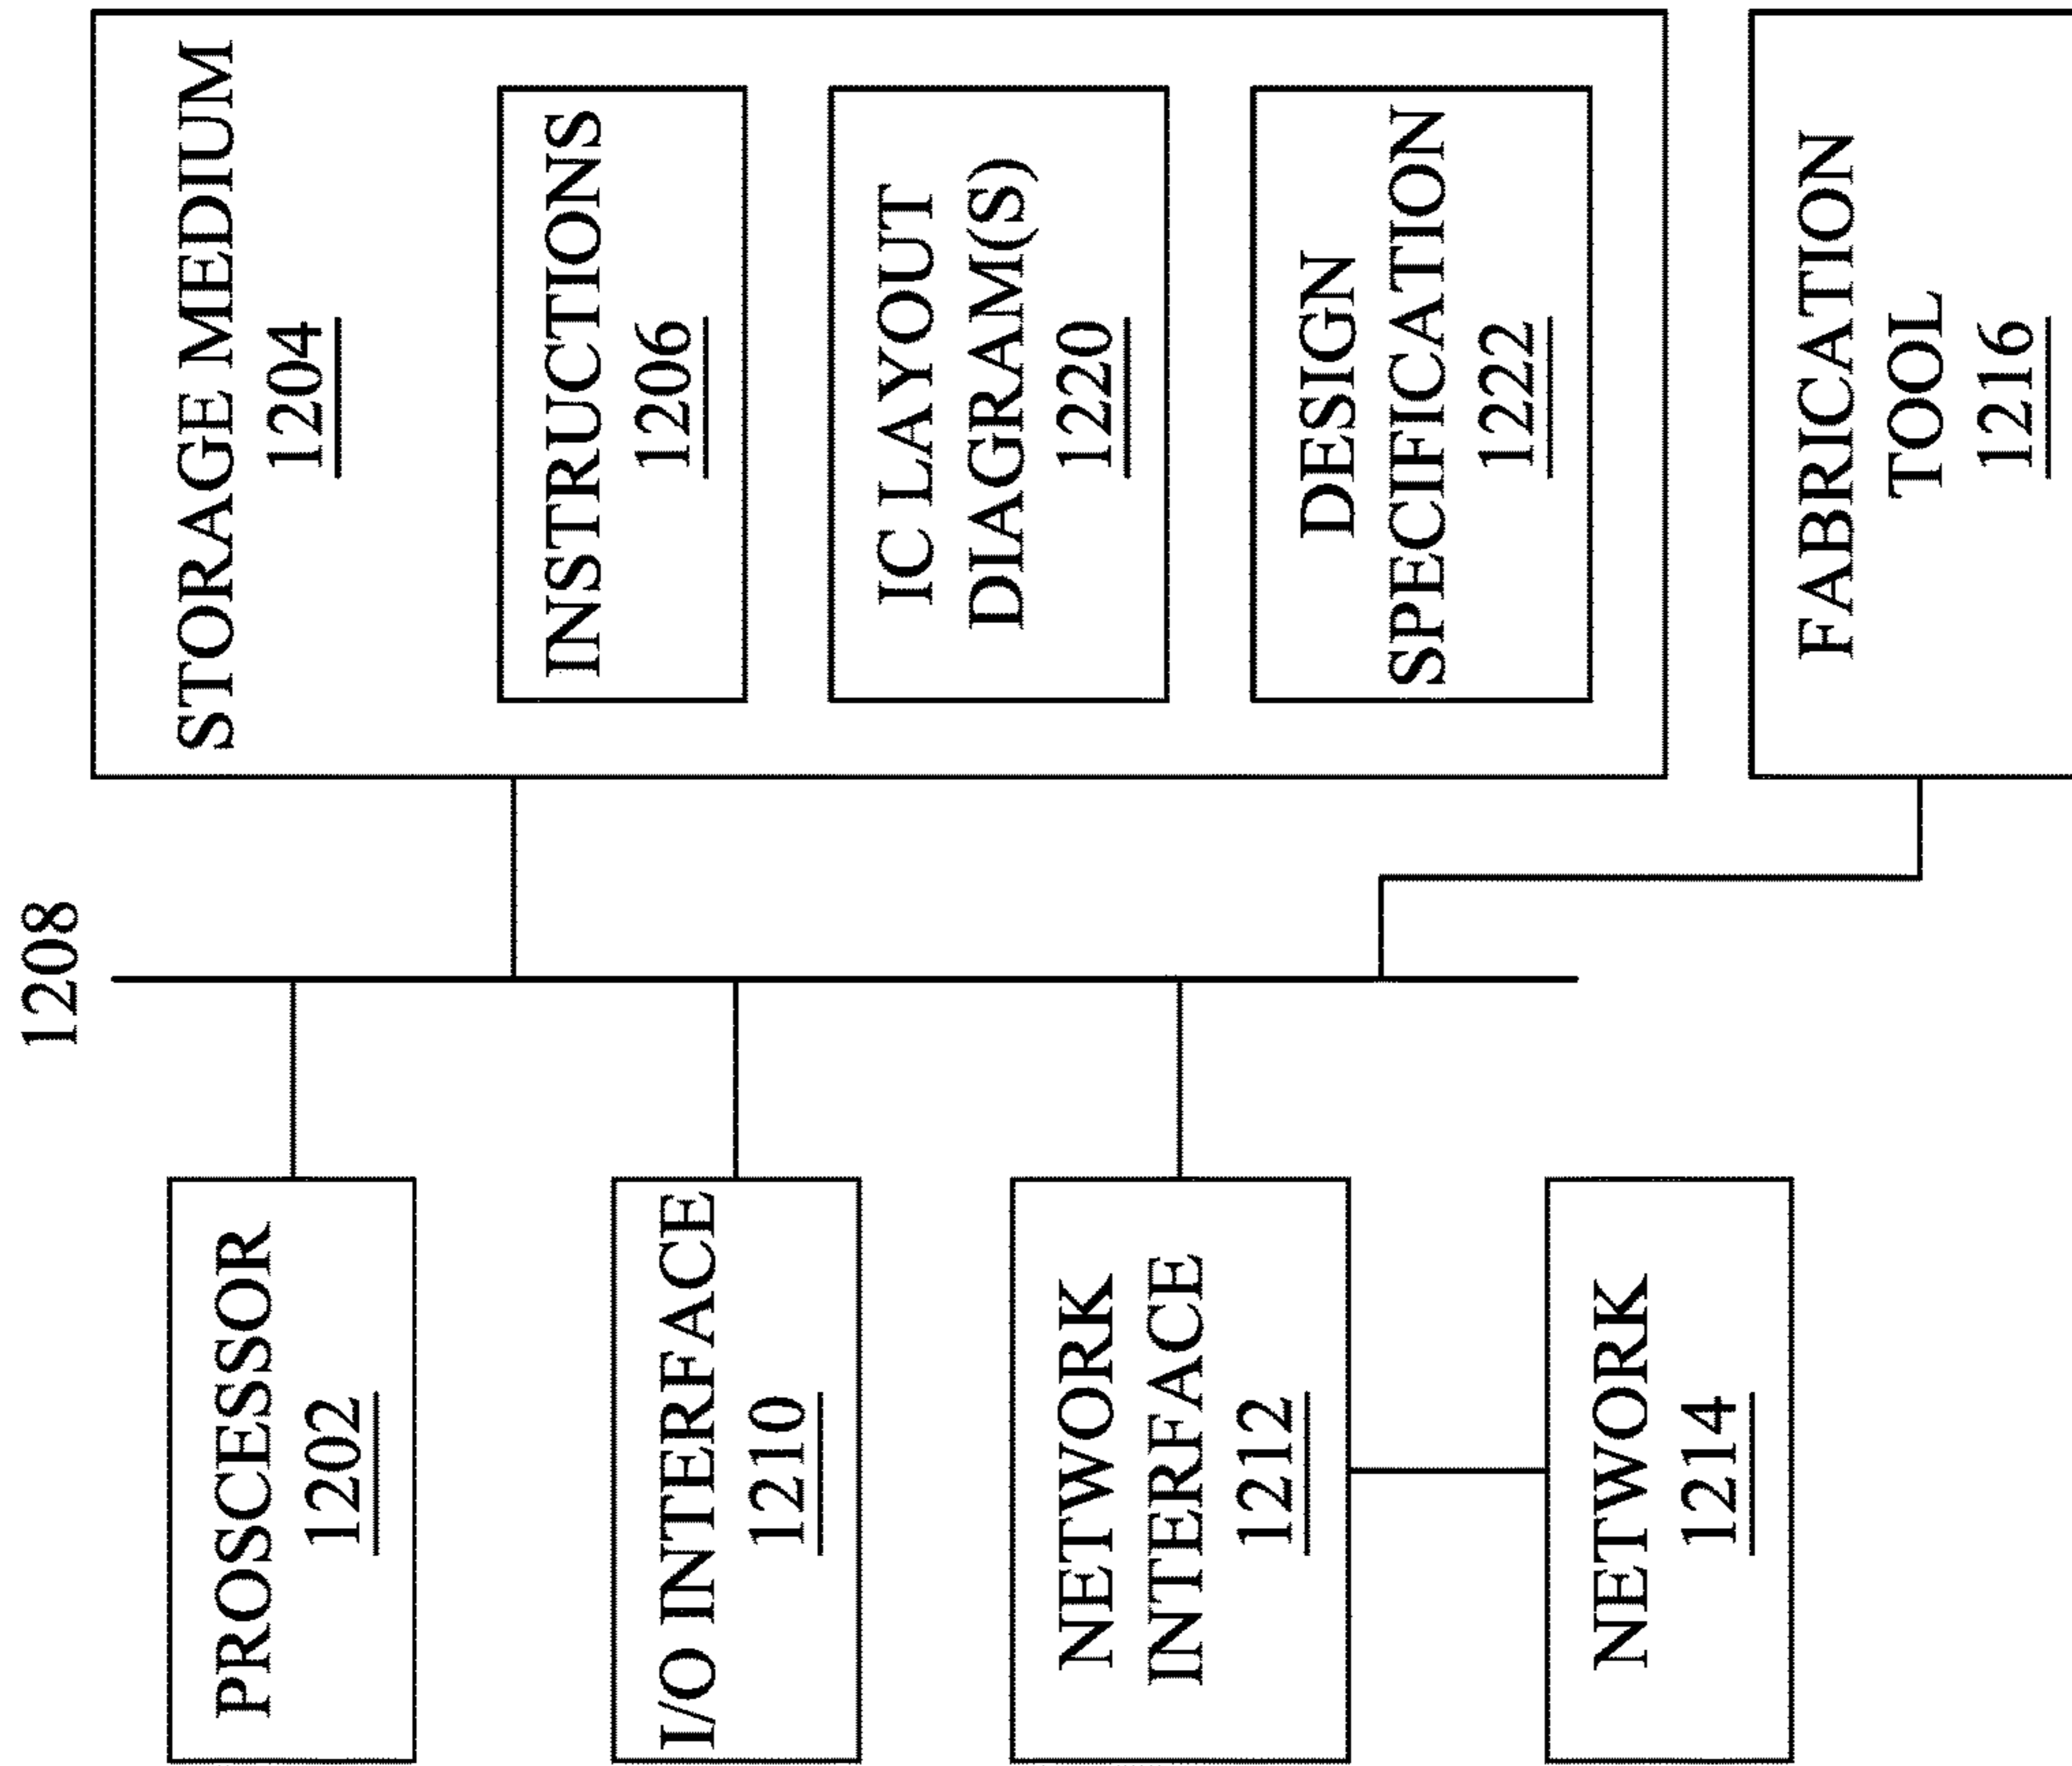 1208
PROSCESSOR
1202
I/O INTERFACE
1210
NETWORK
INTERFACE
1212
NETWORK
1214
STORAGE MEDIUM
1204
INSTRUCTIONS
1206
IC LAYOUT
DIAGRAM(S)
1220
DESIGN
SPECIFICATION
1222
FABRICATION
TOOL
1216